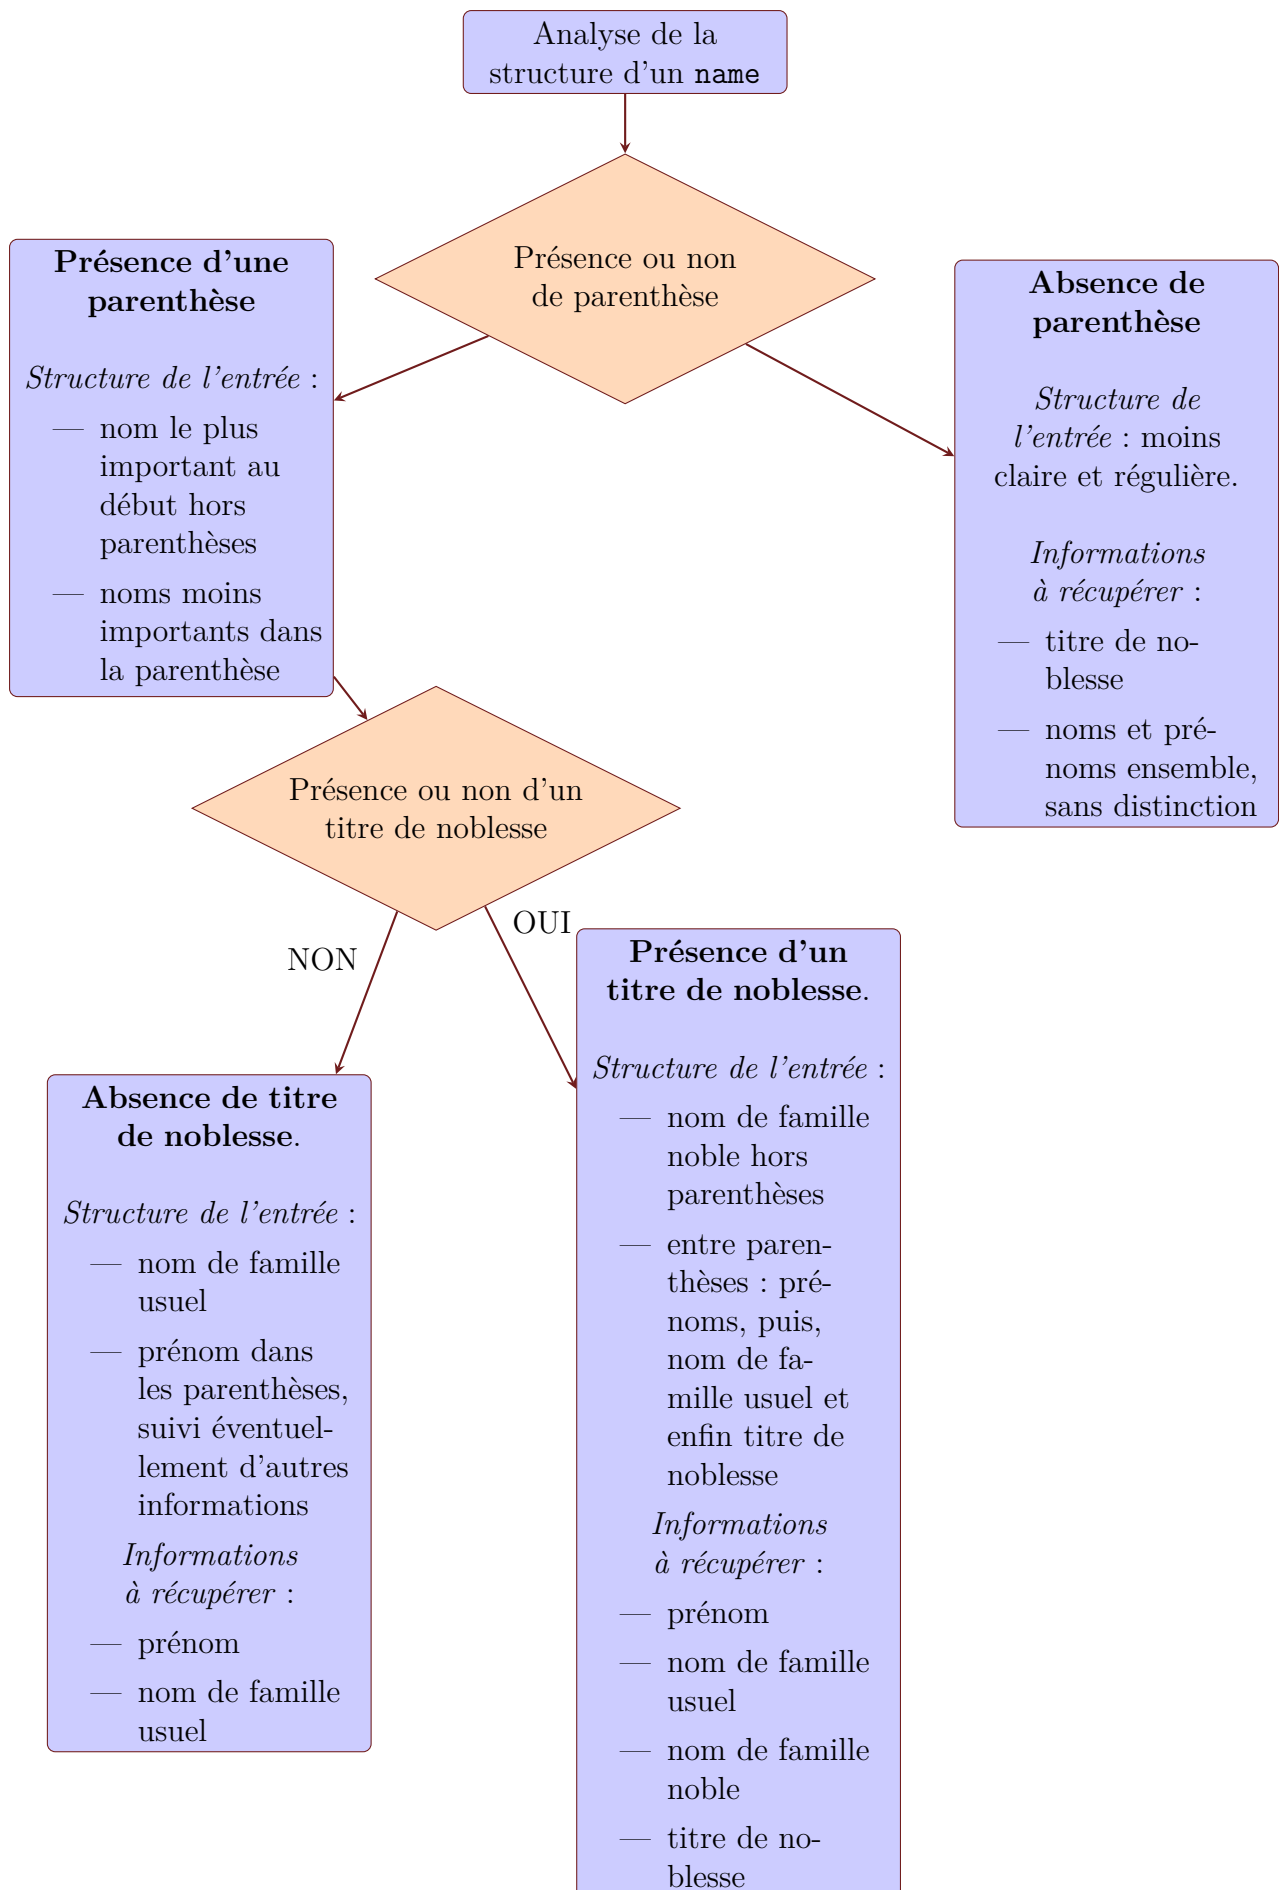 Analyse de la
structure d'un name
Présence ou non
de parenthèse
Présence d'une
parenthèse
Structure de l'entrée :
— nom le plus
important au
début hors
parenthèses
— noms moins
importants dans
la parenthèse
Absence de
parenthèse
Structure de
l'entrée : moins
claire et régulière.
Informations
à récupérer :
— titre de no-
blesse
— noms et pré-
noms ensemble,
sans distinction
Présence ou non d'un
titre de noblesse
NON
OUI
Absence de titre
de noblesse.
Structure de l'entrée :
— nom de famille
usuel
— prénom dans
les parenthèses,
suivi éventuel-
lement d'autres
informations
Informations
à récupérer :
— prénom
— nom de famille
usuel
Présence d'un
titre de noblesse.
Structure de l'entrée :
— nom de famille
noble hors
parenthèses
— entre paren-
thèses : pré-
noms, puis,
nom de fa-
mille usuel et
enfin titre de
noblesse
Informations
à récupérer :
— prénom
— nom de famille
usuel
— nom de famille
noble
— titre de no-
blesse